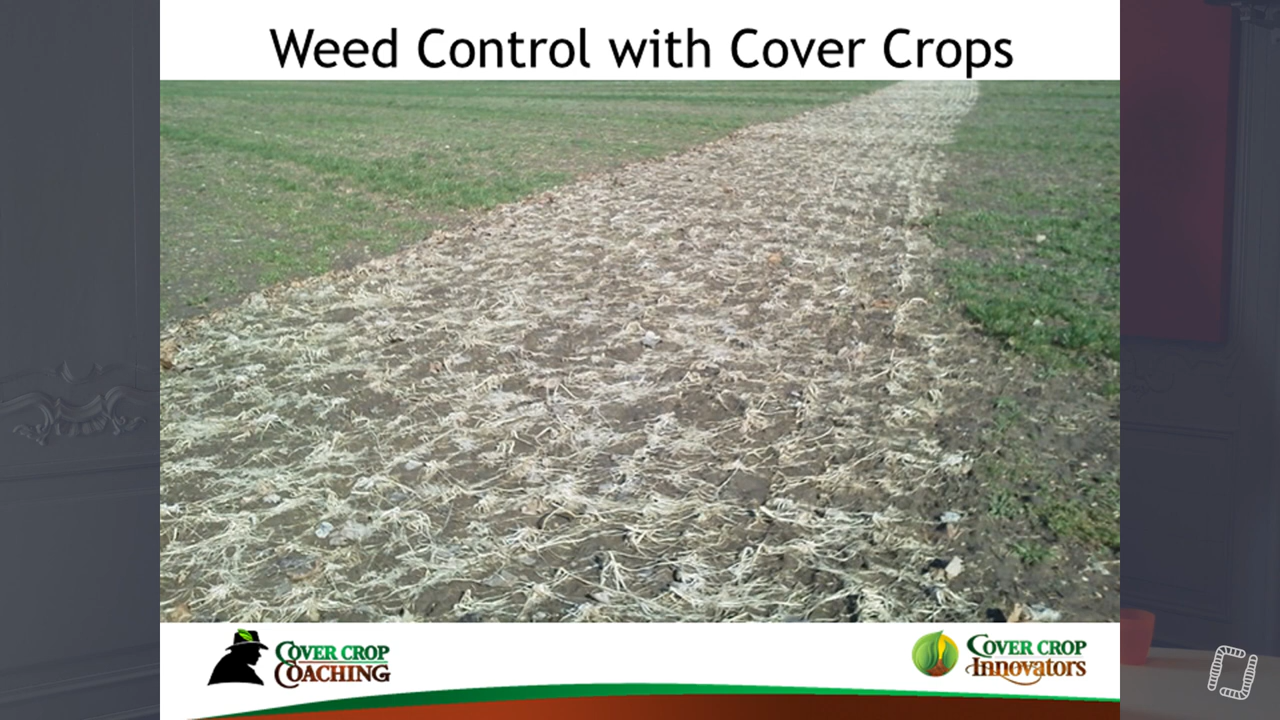 Weed Control with Cover Crops
COVER CROP
COACHING
COVER CROP
Innovators